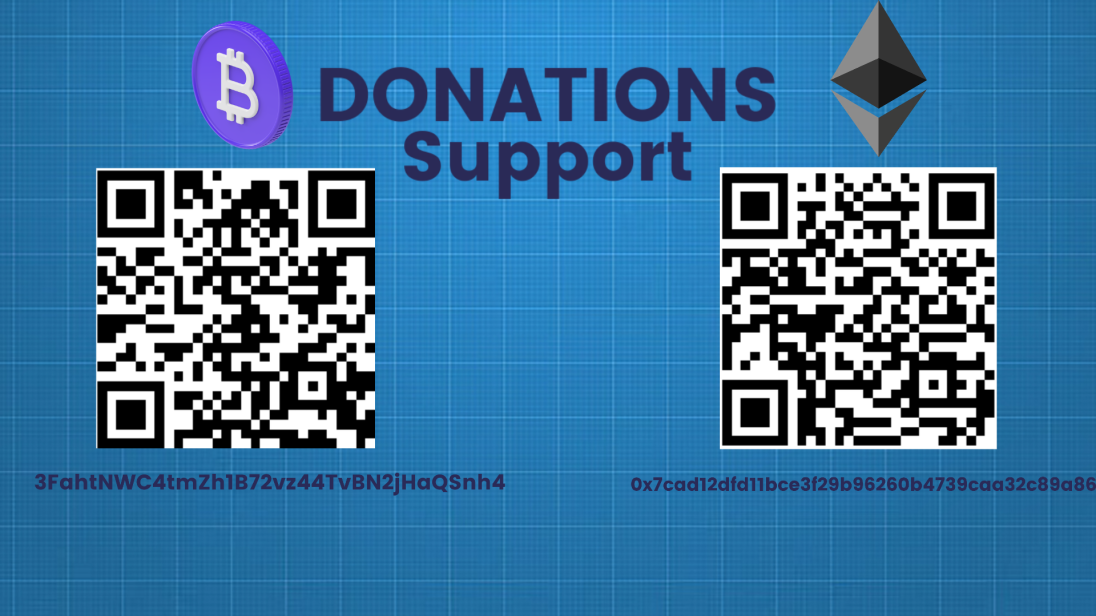 DONATIONS
Support
3FahtNWC4tmZh1B72vz44TvBN2jHaQSnh4
0x7cad12dfd11bce3f29b96260b4739caa32c89a86